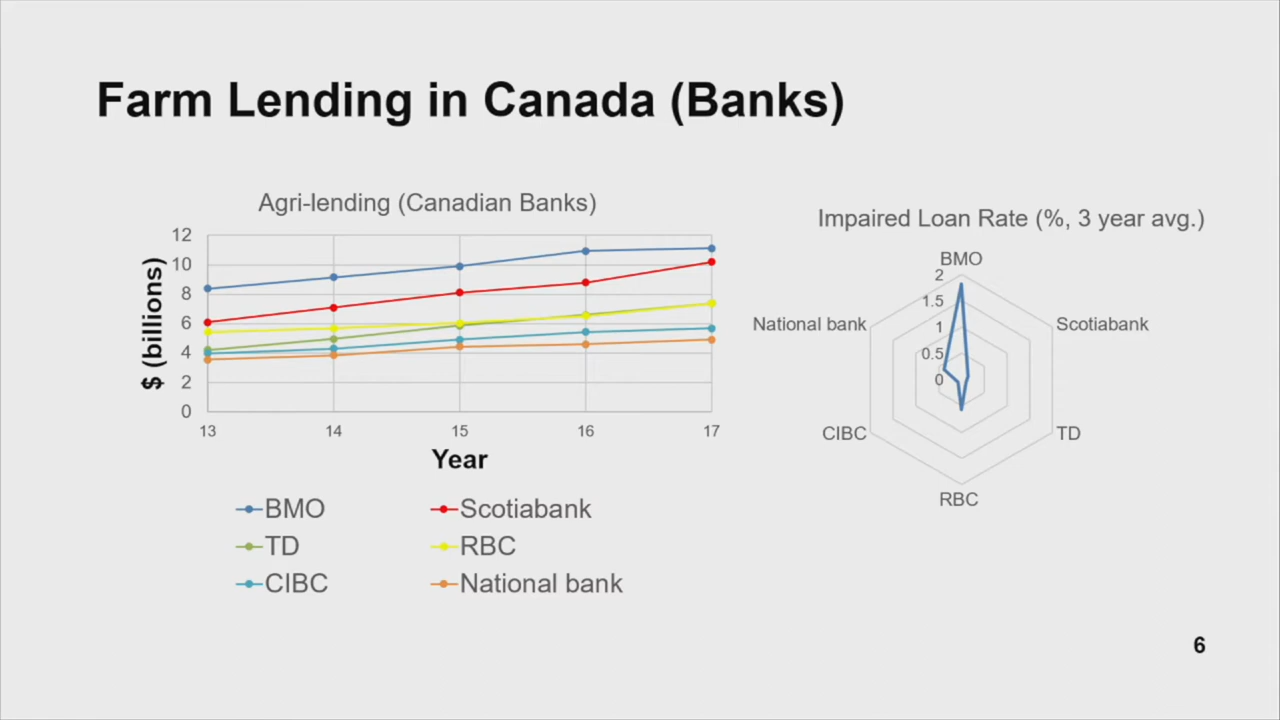 Farm Lending in Canada (Banks)
Agri-lending (Canadian Banks)
12
10
8
6
4
2
0
$ (billions)
13 14 15 16 17
Year
BMO Scotiabank
TD RBC
CIBC National bank
Impaired Loan Rate (%, 3 year avg.)
BMO
2
1.5
1
0.5
0
National bank Scotiabank
CIBC TD
RBC
6